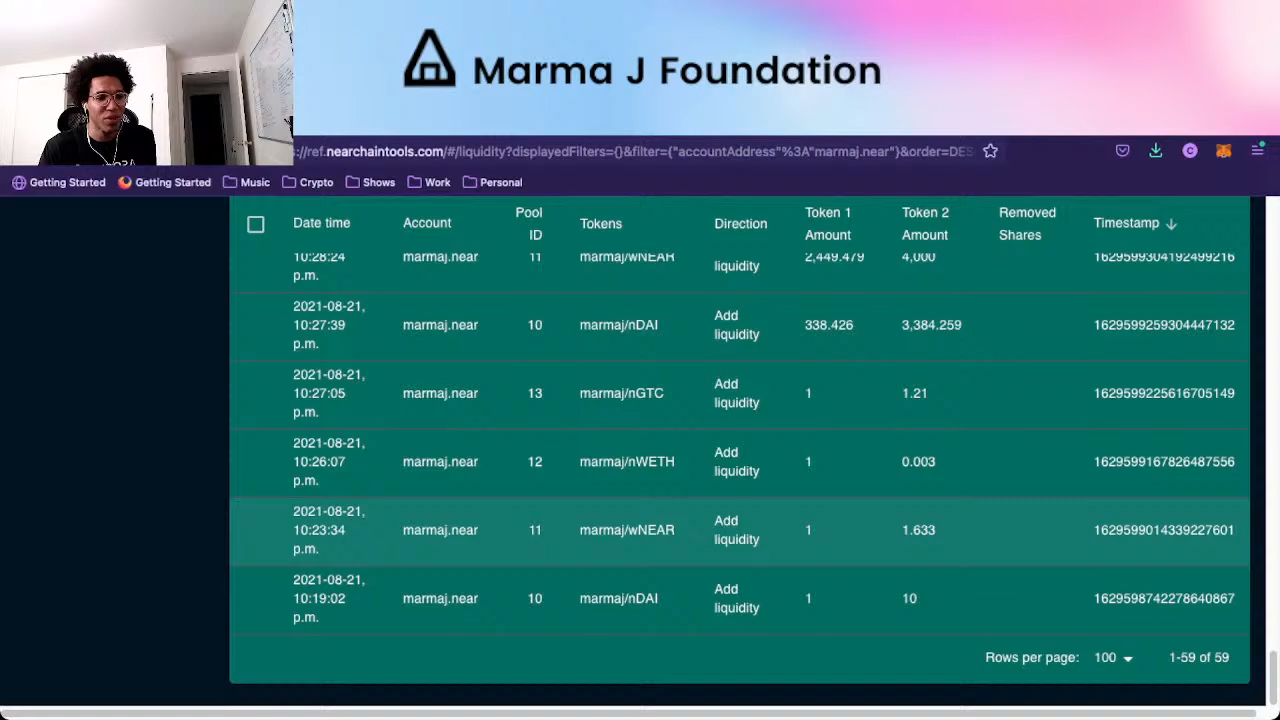 Marma J Foundation
://ref.nearchaintools.com/#/liquidity?displayedFilters={}&filter={"accountAddress"%3A"marmaj.near"}&order=DES
Getting Started Getting Started Music Crypto Shows Work Personal
Date time Account Pool ID Tokens Direction Token 1 Amount Token 2 Amount Removed Shares Timestamp
10:28:24 p.m. marmaj.near 11 marmaj/wNEAR liquidity 2,449.479 4,000 1629599304192499216
2021-08-21, 10:27:39 p.m. marmaj.near 10 marmaj/nDAI Add liquidity 338.426 3,384.259 1629599259304447132
2021-08-21, 10:27:05 p.m. marmaj.near 13 marmaj/nGTC Add liquidity 1 1.21 1629599225616705149
2021-08-21, 10:26:07 p.m. marmaj.near 12 marmaj/nWETH Add liquidity 1 0.003 1629599167826487556
2021-08-21, 10:23:34 p.m. marmaj.near 11 marmaj/wNEAR Add liquidity 1 1.633 1629599014339227601
2021-08-21, 10:19:02 p.m. marmaj.near 10 marmaj/nDAI Add liquidity 1 10 1629598742278640867
Rows per page: 100 1-59 of 59